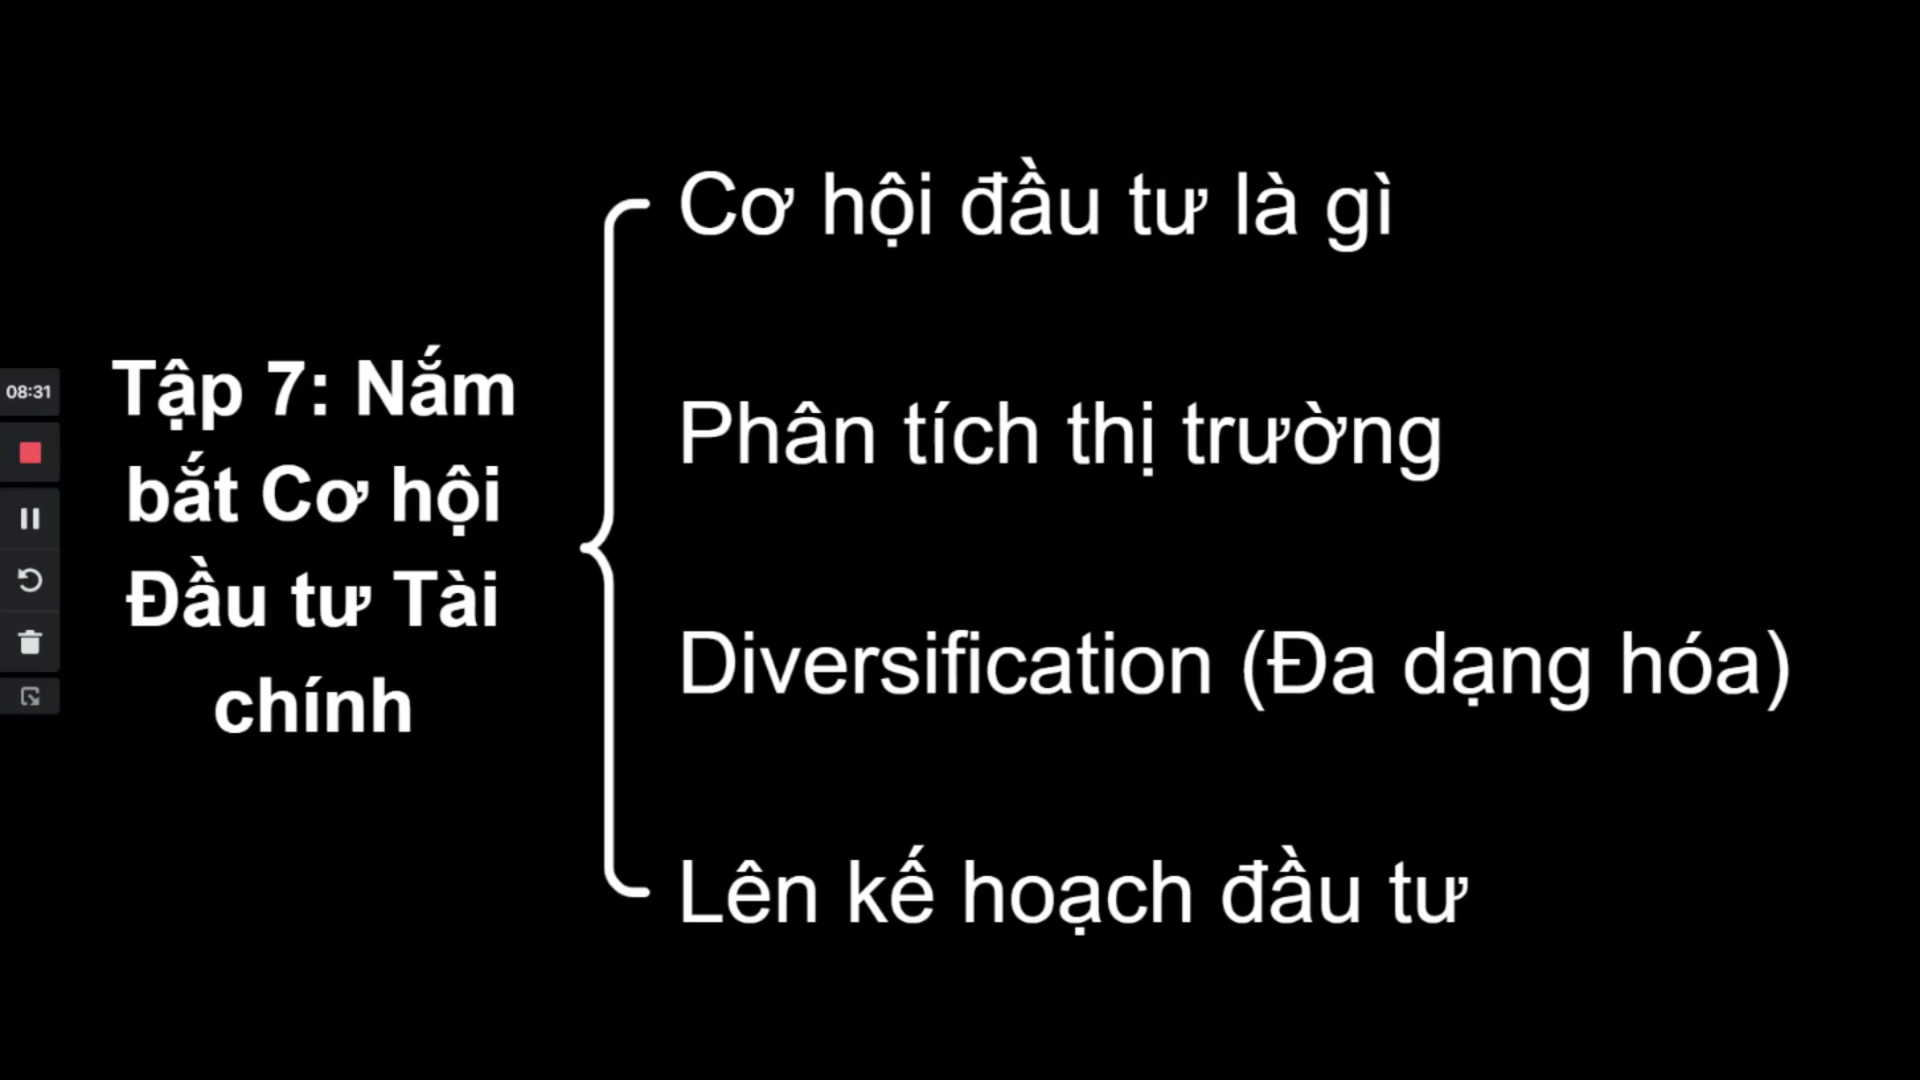 Cơ hội đầu tư là gì
Phân tích thị trường
Tập 7: Nắm
bắt Cơ hội
Đầu tư Tài
chính
08:31
Diversification (Đa dạng hóa)
Lên kế hoạch đầu tư